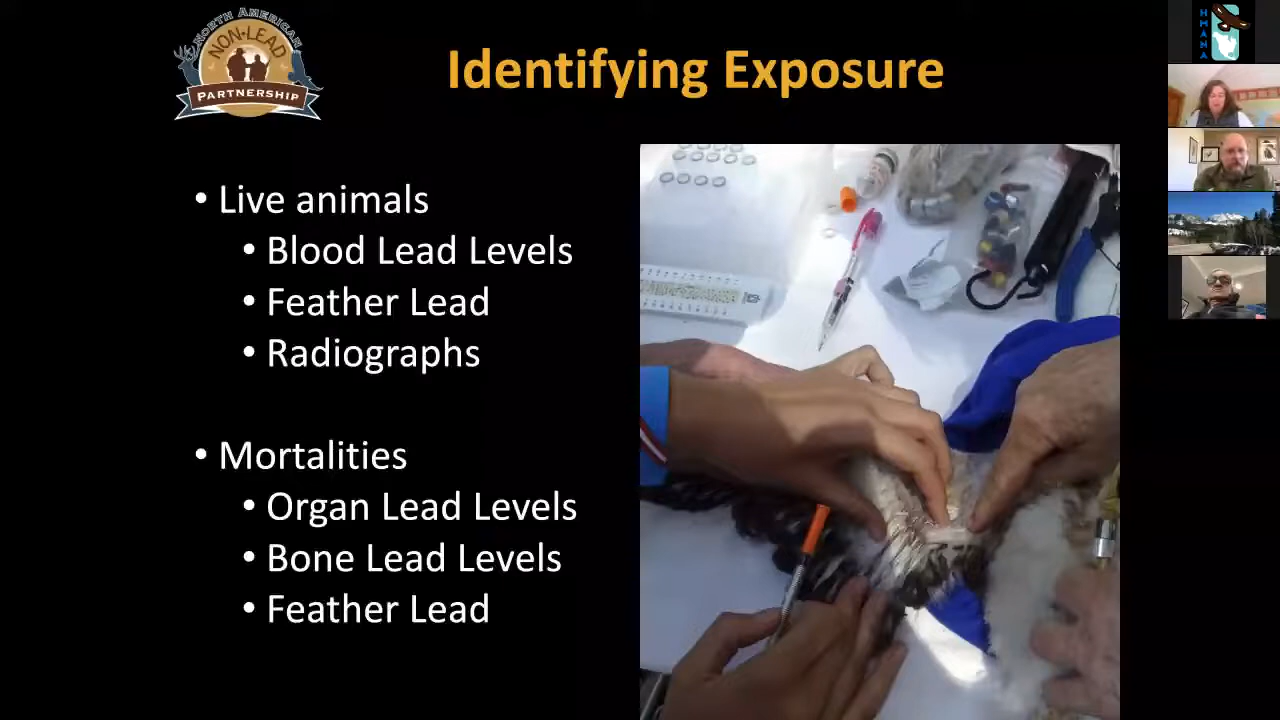 NORTH AMERICAN
NON-LEAD
PARTNERSHIP
Identifying Exposure
• Live animals
• Blood Lead Levels
• Feather Lead
• Radiographs
• Mortalities
• Organ Lead Levels
• Bone Lead Levels
• Feather Lead
HMANA